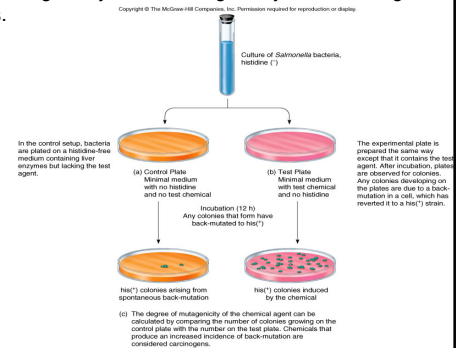 s.
Copyright © The McGraw-Hill Companies, Inc. Permission required for reproduction or display.
Culture of Salmonella bacteria,
histidine (⁻)
In the control setup, bacteria
are plated on a histidine-free
medium containing liver
enzymes but lacking the test
agent.
(a) Control Plate
Minimal medium
with no histidine
and no test chemical
(b) Test Plate
Minimal medium
with test chemical
and no histidine
The experimental plate is
prepared the same way
except that it contains the test
agent. After incubation, plates
are observed for colonies.
Any colonies developing on
the plates are due to a back-
mutation in a cell, which has
reverted it to a his(⁺) strain.
Incubation (12 h)
Any colonies that form have
back-mutated to his(⁺)
his(⁺) colonies arising from
spontaneous back-mutation
his(⁺) colonies induced
by the chemical
(c) The degree of mutagenicity of the chemical agent can be
calculated by comparing the number of colonies growing on the
control plate with the number on the test plate. Chemicals that
produce an increased incidence of back-mutation are
considered carcinogens.